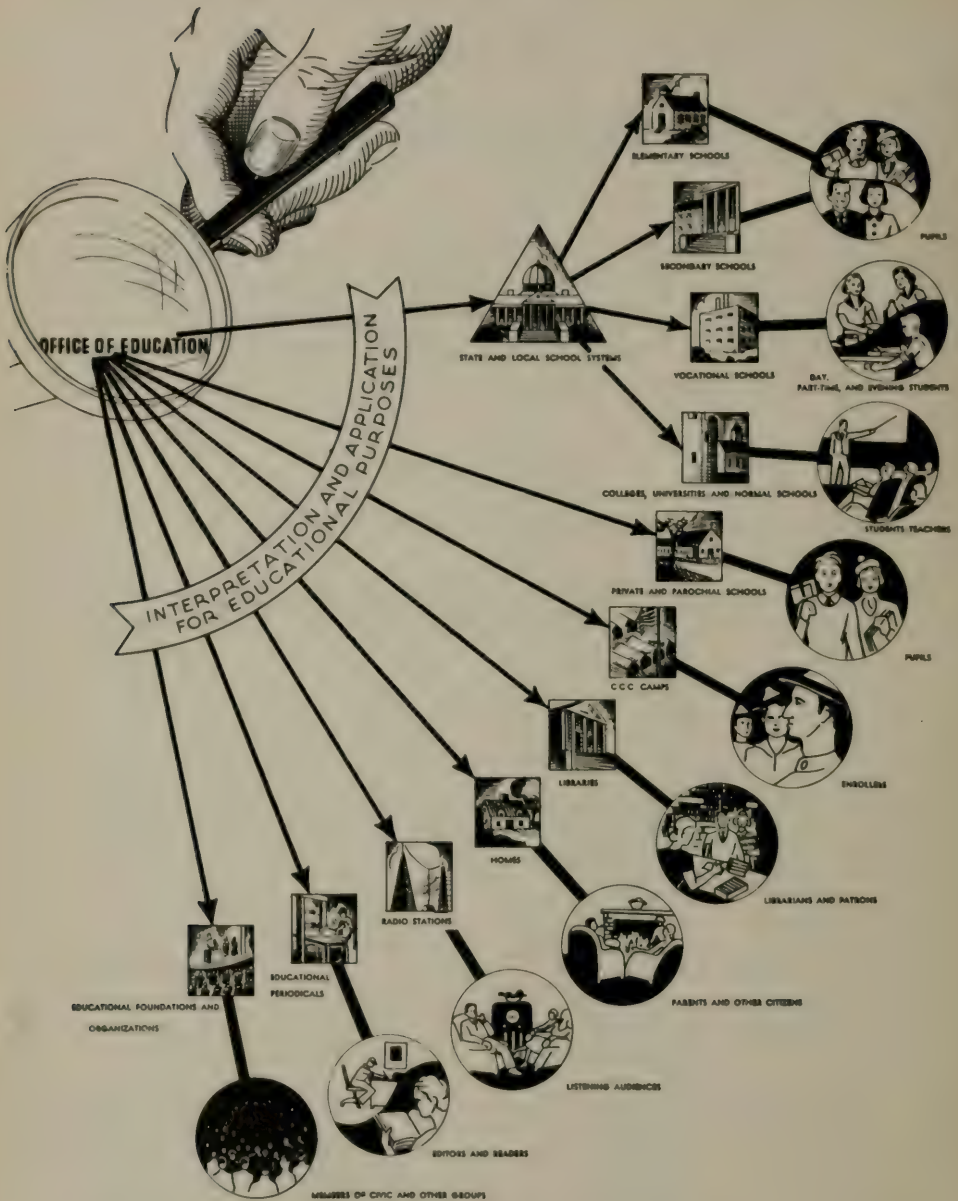 OFFICE OF EDUCATION
INTERPRETATION AND APPLICATION
FOR EDUCATIONAL PURPOSES
STATE AND LOCAL SCHOOL SYSTEMS
ELEMENTARY SCHOOLS
PUPILS
SECONDARY SCHOOLS
VOCATIONAL SCHOOLS
DAY,
PART-TIME, AND EVENING STUDENTS
COLLEGES, UNIVERSITIES AND NORMAL SCHOOLS
STUDENTS TEACHERS
PRIVATE AND PAROCHIAL SCHOOLS
PUPILS
CCC CAMPS
ENROLLEES
LIBRARIES
LIBRARIANS AND PATRONS
HOMES
PARENTS AND OTHER CITIZENS
RADIO STATIONS
LISTENING AUDIENCES
EDUCATIONAL
PERIODICALS
EDITORS AND READERS
EDUCATIONAL FOUNDATIONS AND
ORGANIZATIONS
MEMBERS OF CIVIC AND OTHER GROUPS